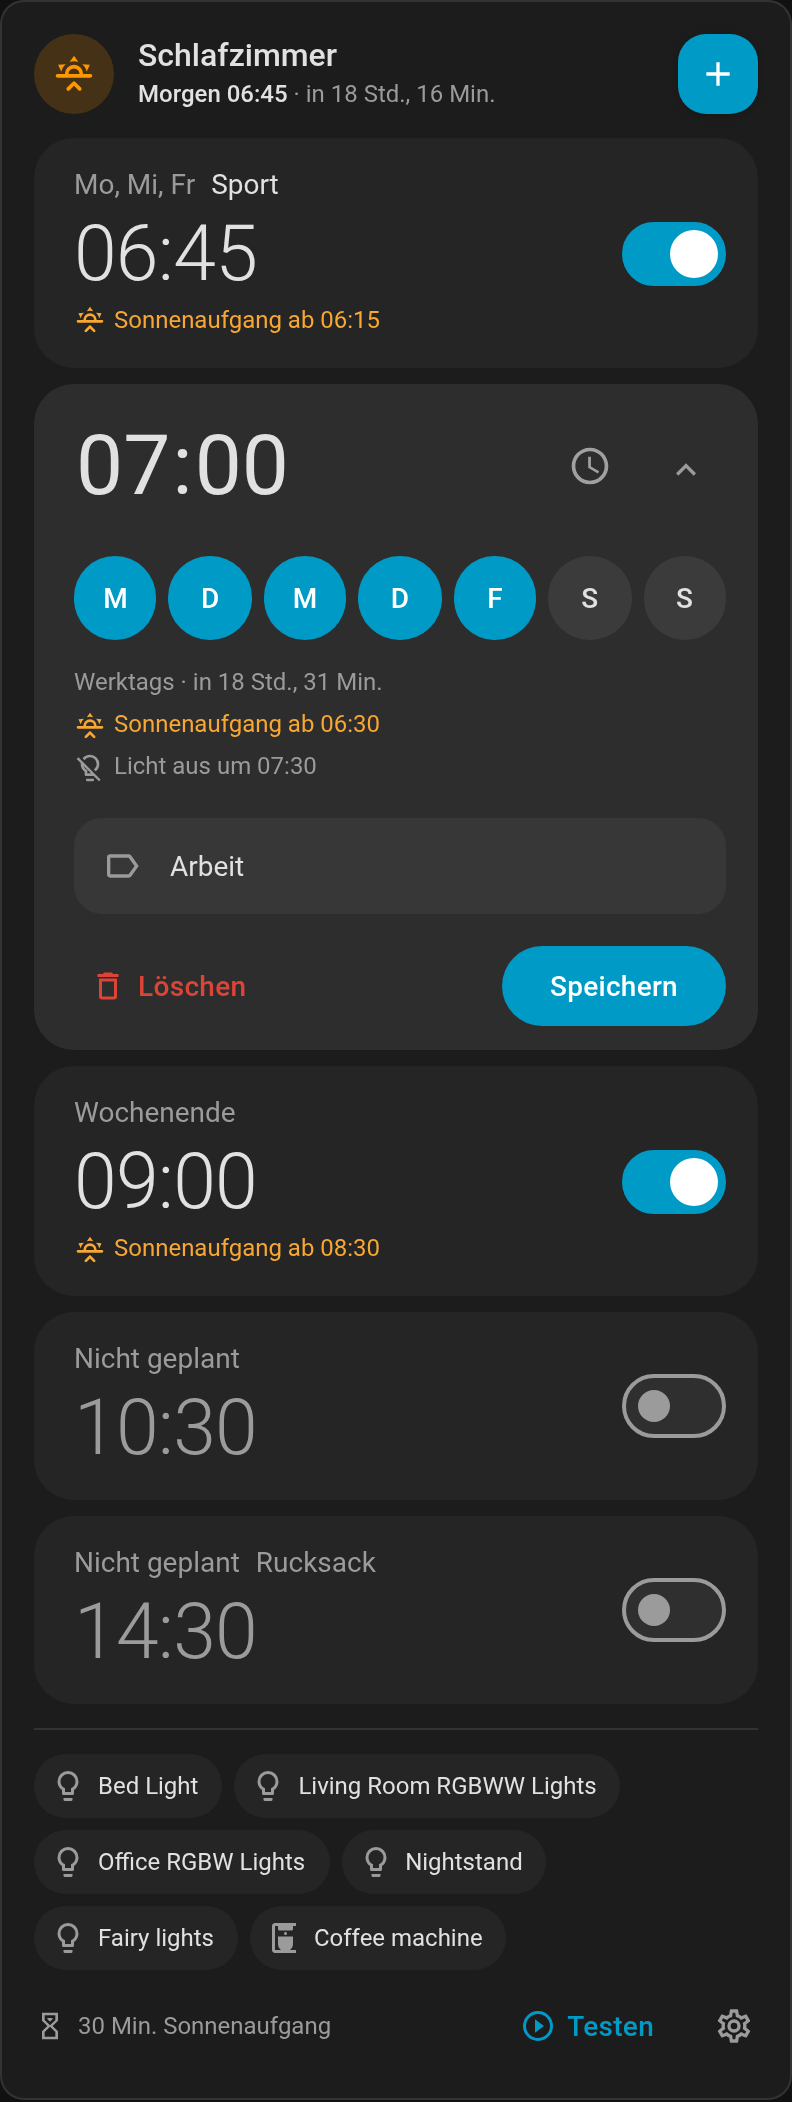 Schlafzimmer
Morgen 06:45 · in 18 Std., 16 Min.
Mo, Mi, Fr Sport
06:45
Sonnenaufgang ab 06:15
07:00
M D M D F S S
Werktags · in 18 Std., 31 Min.
Sonnenaufgang ab 06:30
Licht aus um 07:30
Arbeit
Löschen Speichern
Wochenende
09:00
Sonnenaufgang ab 08:30
Nicht geplant
10:30
Nicht geplant Rucksack
14:30
Bed Light Living Room RGBWW Lights
Office RGBW Lights Nightstand
Fairy lights Coffee machine
30 Min. Sonnenaufgang Testen